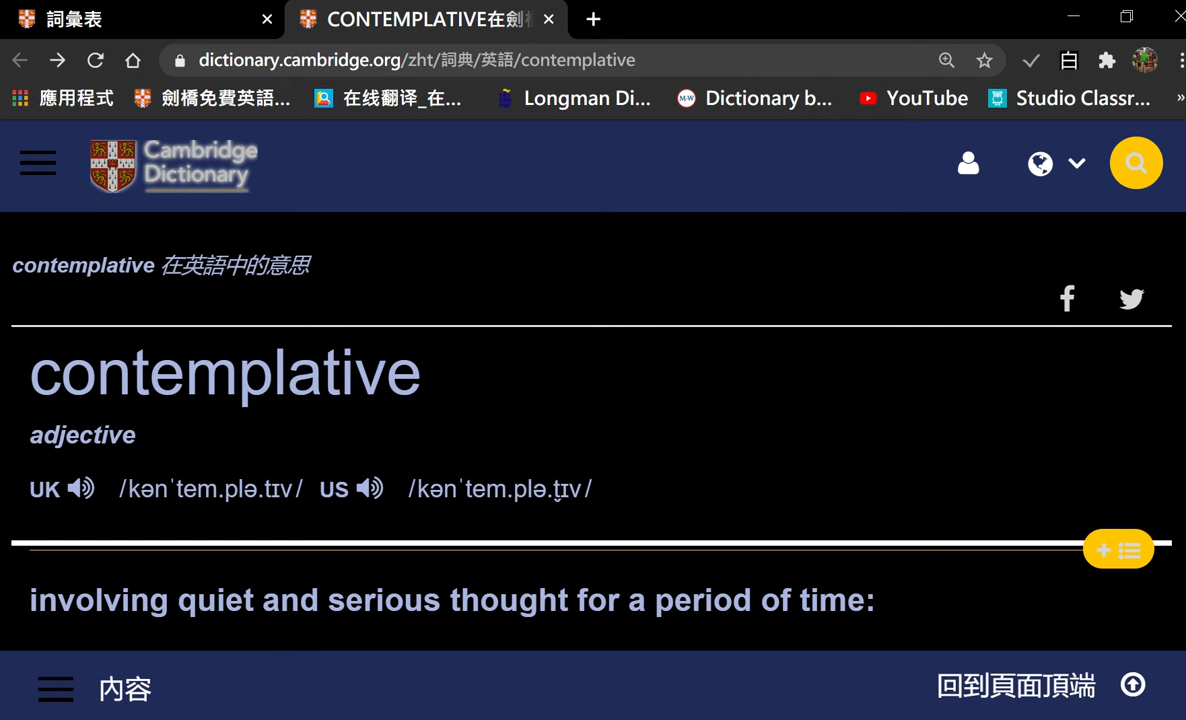 詞彙表
CONTEMPLATIVE在劍
dictionary.cambridge.org/zht/詞典/英語/contemplative
白
應用程式
劍橋免費英語...
在线翻译_在...
Longman Di...
M-W
Dictionary b...
YouTube
Studio Classr...
»
Cambridge
Dictionary
contemplative 在英語中的意思
contemplative
adjective
UK /kənˈtem.plə.tɪv/ US /kənˈtem.plə.t̬ɪv/
involving quiet and serious thought for a period of time:
內容
回到頁面頂端